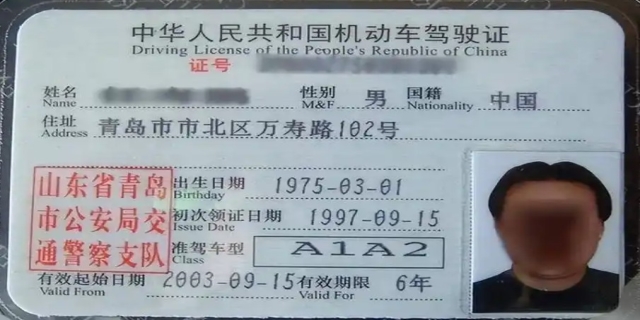 中华人民共和国机动车驾驶证
Driving License of the People's Republic of China
证号
姓名 性别 男 国籍 中国
Name M&F Nationality
住址 青岛市市北区万寿路102号
Address
山东省青岛
市公安局交
通警察支队
出生日期 1975-03-01
Birthday
初次领证日期 1997-09-15
Issue Date
准驾车型 A1A2
Class
有效起始日期 2003-09-15 有效期限 6年
Valid From Valid For